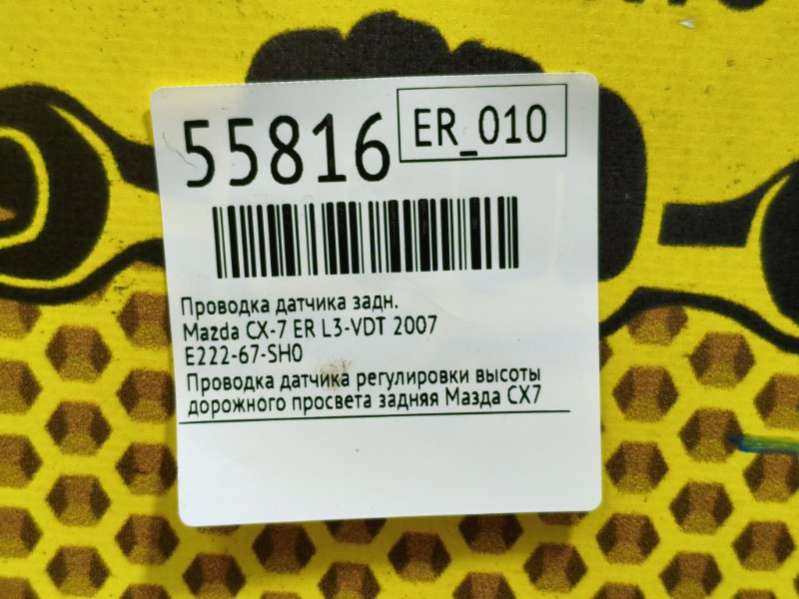 55816
ER_010
Проводка датчика задн.
Mazda CX-7 ER L3-VDT 2007
E222-67-SH0
Проводка датчика регулировки высоты
дорожного просвета задняя Мазда СХ7